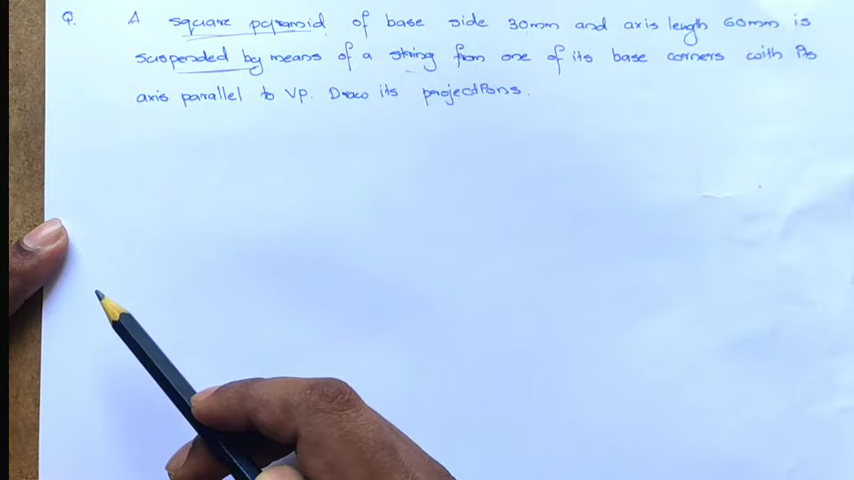 Q. A square pyramid of base side 30mm and axis length 60mm is
suspended by means of a string from one of its base corners with its
axis parallel to VP. Draw its projections.